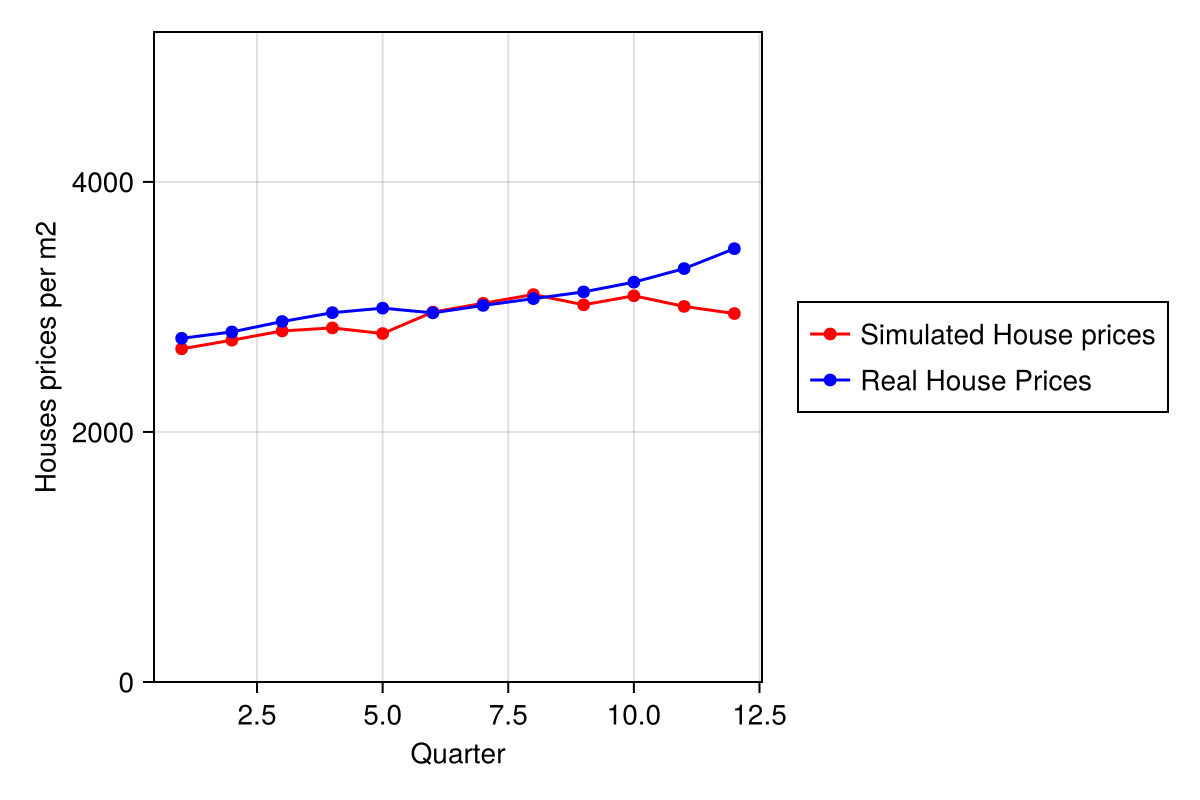 Houses prices per m2
4000
2000
0
2.5 5.0 7.5 10.0 12.5
Quarter
Simulated House prices
Real House Prices